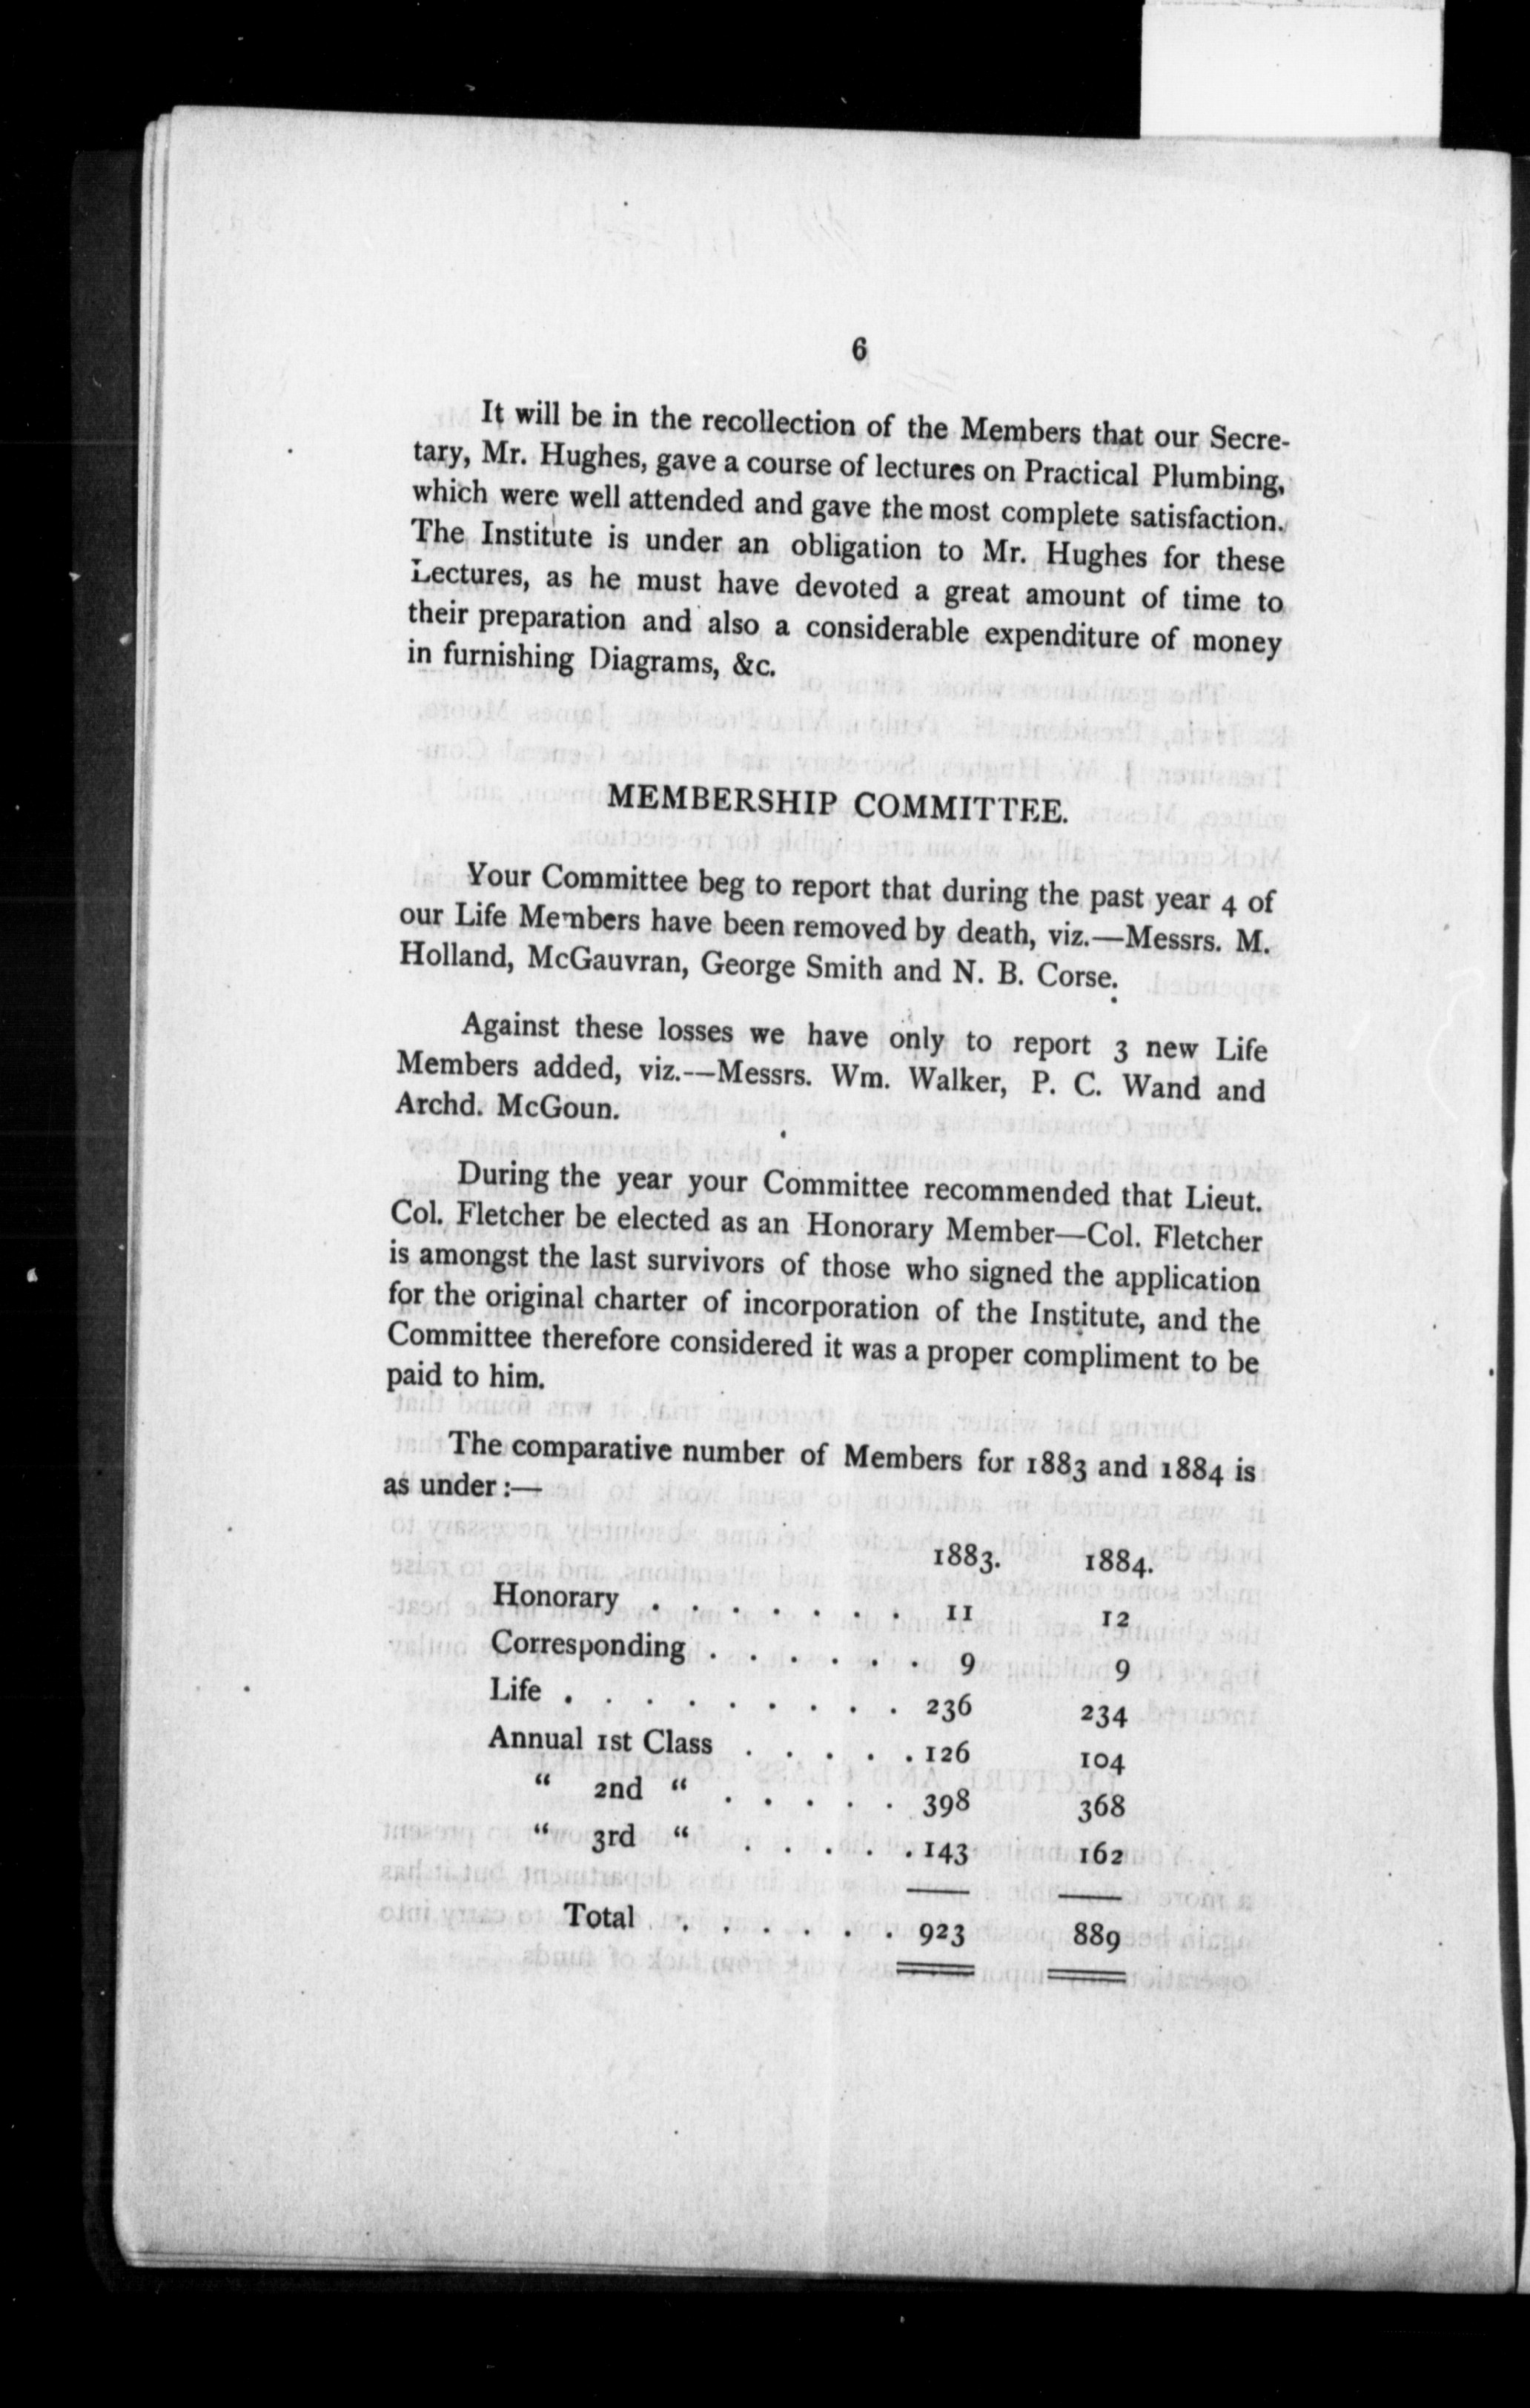 6
It will be in the recollection of the Members that our Secre-
tary, Mr. Hughes, gave a course of lectures on Practical Plumbing,
which were well attended and gave the most complete satisfaction.
The Institute is under an obligation to Mr. Hughes for these
Lectures, as he must have devoted a great amount of time to
their preparation and also a considerable expenditure of money
in furnishing Diagrams, &c.
MEMBERSHIP COMMITTEE.
Your Committee beg to report that during the past year 4 of
our Life Members have been removed by death, viz.—Messrs. M.
Holland, McGauvran, George Smith and N. B. Corse.
Against these losses we have only to report 3 new Life
Members added, viz.—Messrs. Wm. Walker, P. C. Wand and
Archd. McGoun.
During the year your Committee recommended that Lieut.
Col. Fletcher be elected as an Honorary Member—Col. Fletcher
is amongst the last survivors of those who signed the application
for the original charter of incorporation of the Institute, and the
Committee therefore considered it was a proper compliment to be
paid to him.
The comparative number of Members for 1883 and 1884 is
as under :—
1883. 1884.
Honorary . . . . . . . 11 12
Corresponding . . . . . . 9 9
Life . . . . . . . . . 236 234
Annual 1st Class . . . . . 126 104
“ 2nd “ . . . . . 398 368
“ 3rd “ . . . . . 143 162
Total . . . . . . 923 889